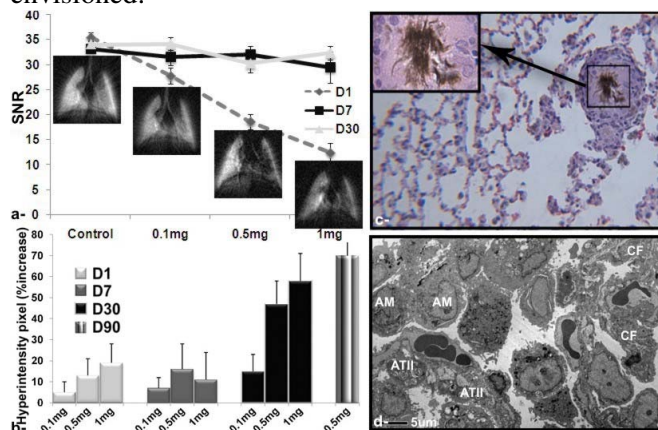 envisioned.
SNR
40
35
30
25
20
15
10
5
0
D1
D7
D30
a-
Control 0.1mg 0.5mg 1mg
Hyperintensity pixel (%increase)
80
70
60
50
40
30
20
10
0
D1
D7
D30
D90
0.1mg 0.5mg 1mg 0.1mg 0.5mg 1mg 0.1mg 0.5mg 1mg 0.5mg
c-
CF
AM AM
CF
ATII
ATII
d- 5um